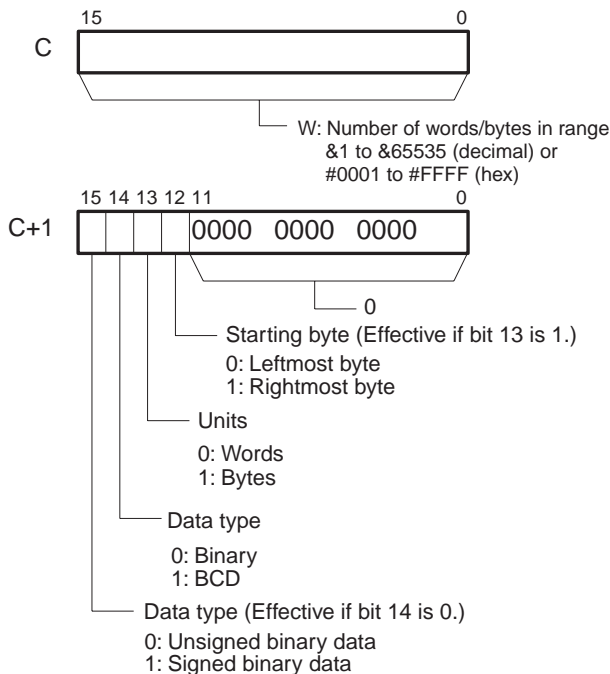 15 0
C
W: Number of words/bytes in range
&1 to &65535 (decimal) or
#0001 to #FFFF (hex)
15 14 13 12 11 0
C+1 0000 0000 0000
0
Starting byte (Effective if bit 13 is 1.)
0: Leftmost byte
1: Rightmost byte
Units
0: Words
1: Bytes
Data type
0: Binary
1: BCD
Data type (Effective if bit 14 is 0.)
0: Unsigned binary data
1: Signed binary data